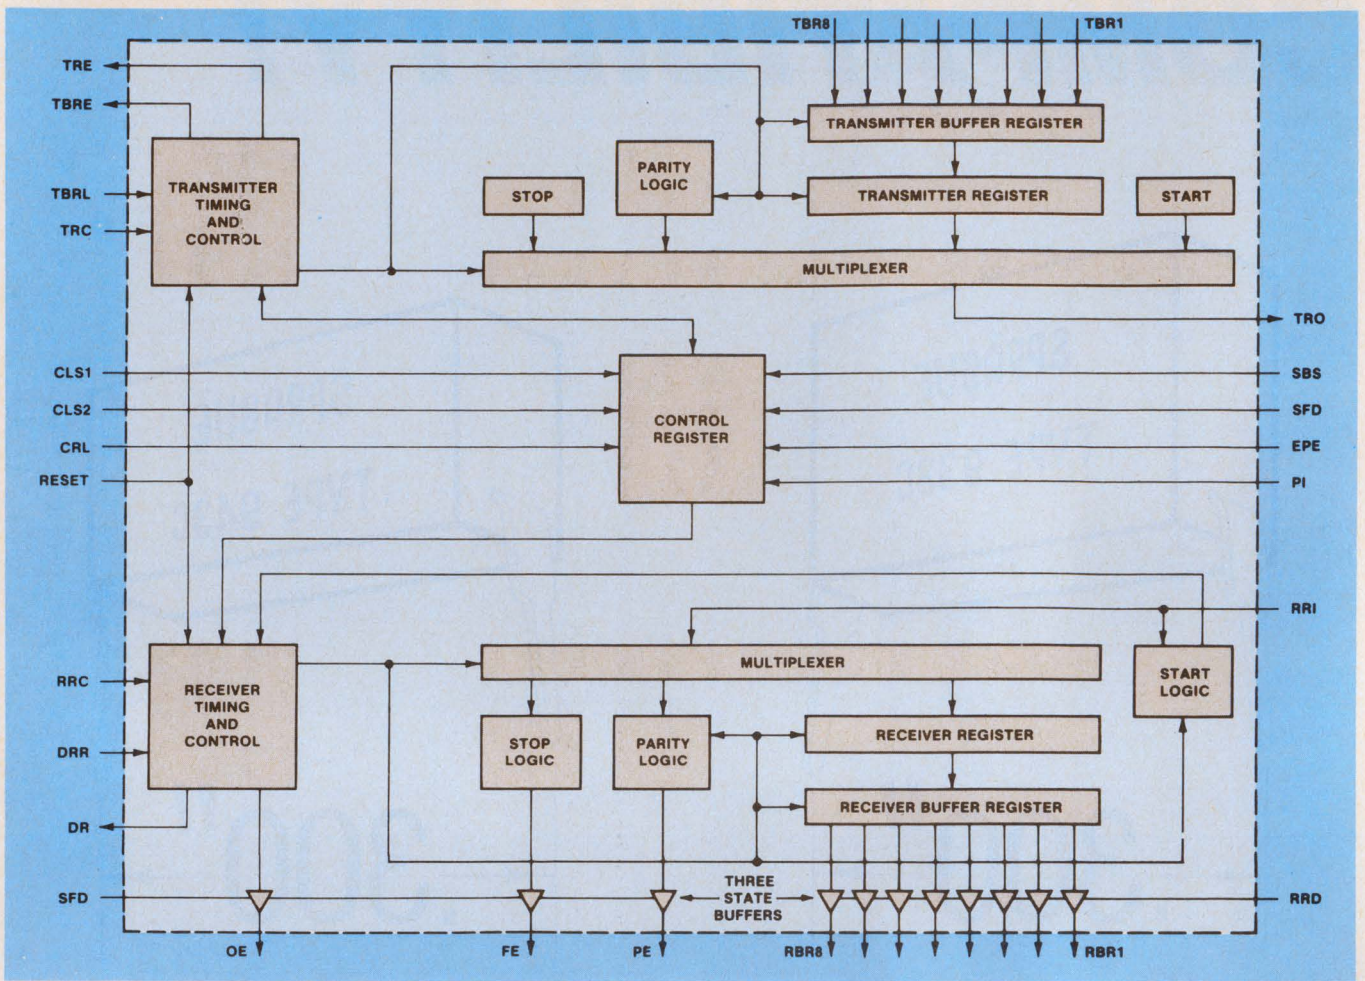 TBR8
TBR1
TRE
TBRE
TRANSMITTER BUFFER REGISTER
PARITY
LOGIC
TRANSMITTER
TIMING
AND
CONTROL
TBRL
STOP
TRANSMITTER REGISTER
START
TRC
MULTIPLEXER
TRO
CLS1
SBS
CLS2
CONTROL
REGISTER
SFD
CRL
EPE
RESET
PI
RRI
MULTIPLEXER
START
LOGIC
RRC
RECEIVER
TIMING
AND
CONTROL
STOP
LOGIC
PARITY
LOGIC
RECEIVER REGISTER
DRR
RECEIVER BUFFER REGISTER
DR
SFD
THREE
STATE
BUFFERS
RRD
OE
FE
PE
RBR8
RBR1